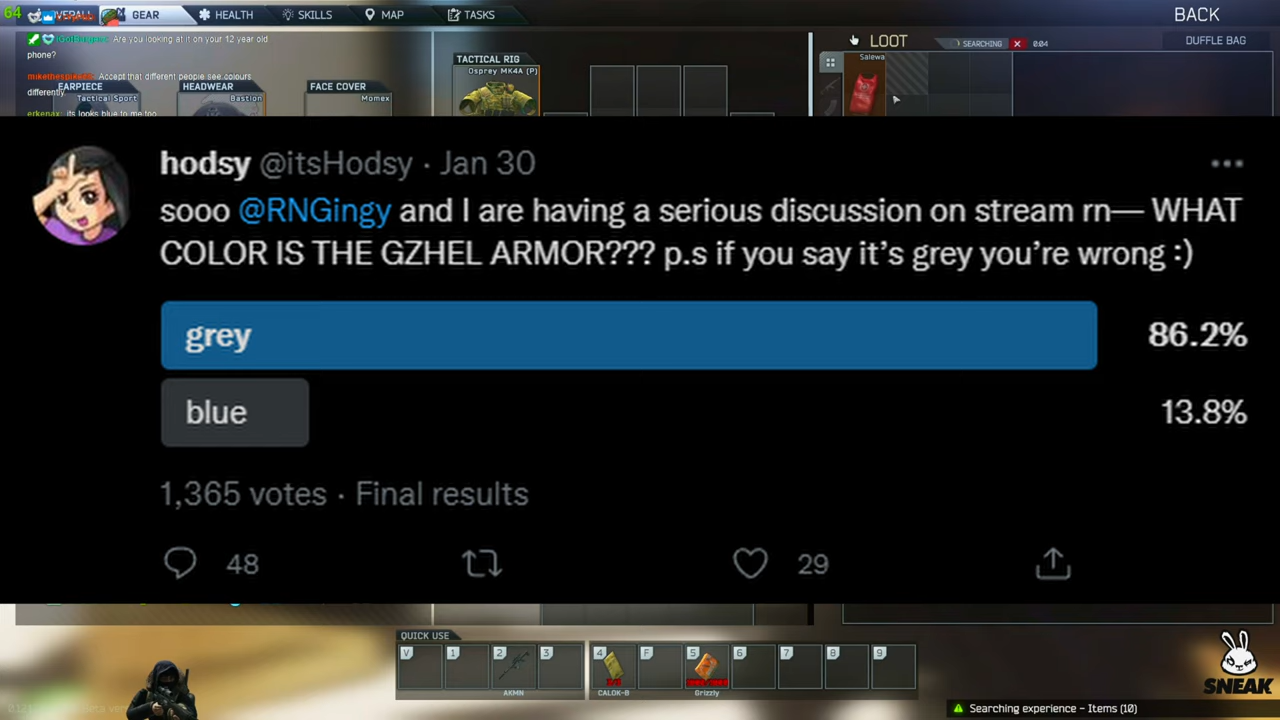 64
OVERALL
GEAR
HEALTH
SKILLS
MAP
TASKS
BACK
Are you looking at it on your 12 year old
phone?
mikethespike: Accept that different people see colours
differently
erkenax: its looks blue to me too
EARPIECE
Tactical Sport
HEADWEAR
Bastion
FACE COVER
Momex
TACTICAL RIG
Osprey MK4A (P)
LOOT
SEARCHING
0:04
DUFFLE BAG
Salewa
hodsy @itsHodsy · Jan 30
sooo @RNGingy and I are having a serious discussion on stream rn— WHAT
COLOR IS THE GZHEL ARMOR??? p.s if you say it’s grey you’re wrong :)
grey
86.2%
blue
13.8%
1,365 votes · Final results
48
29
QUICK USE
V
1
2
3
4
F
5
6
7
8
9
AKMN
CALOK-B
Grizzly
SNEAK
Searching experience - Items (10)